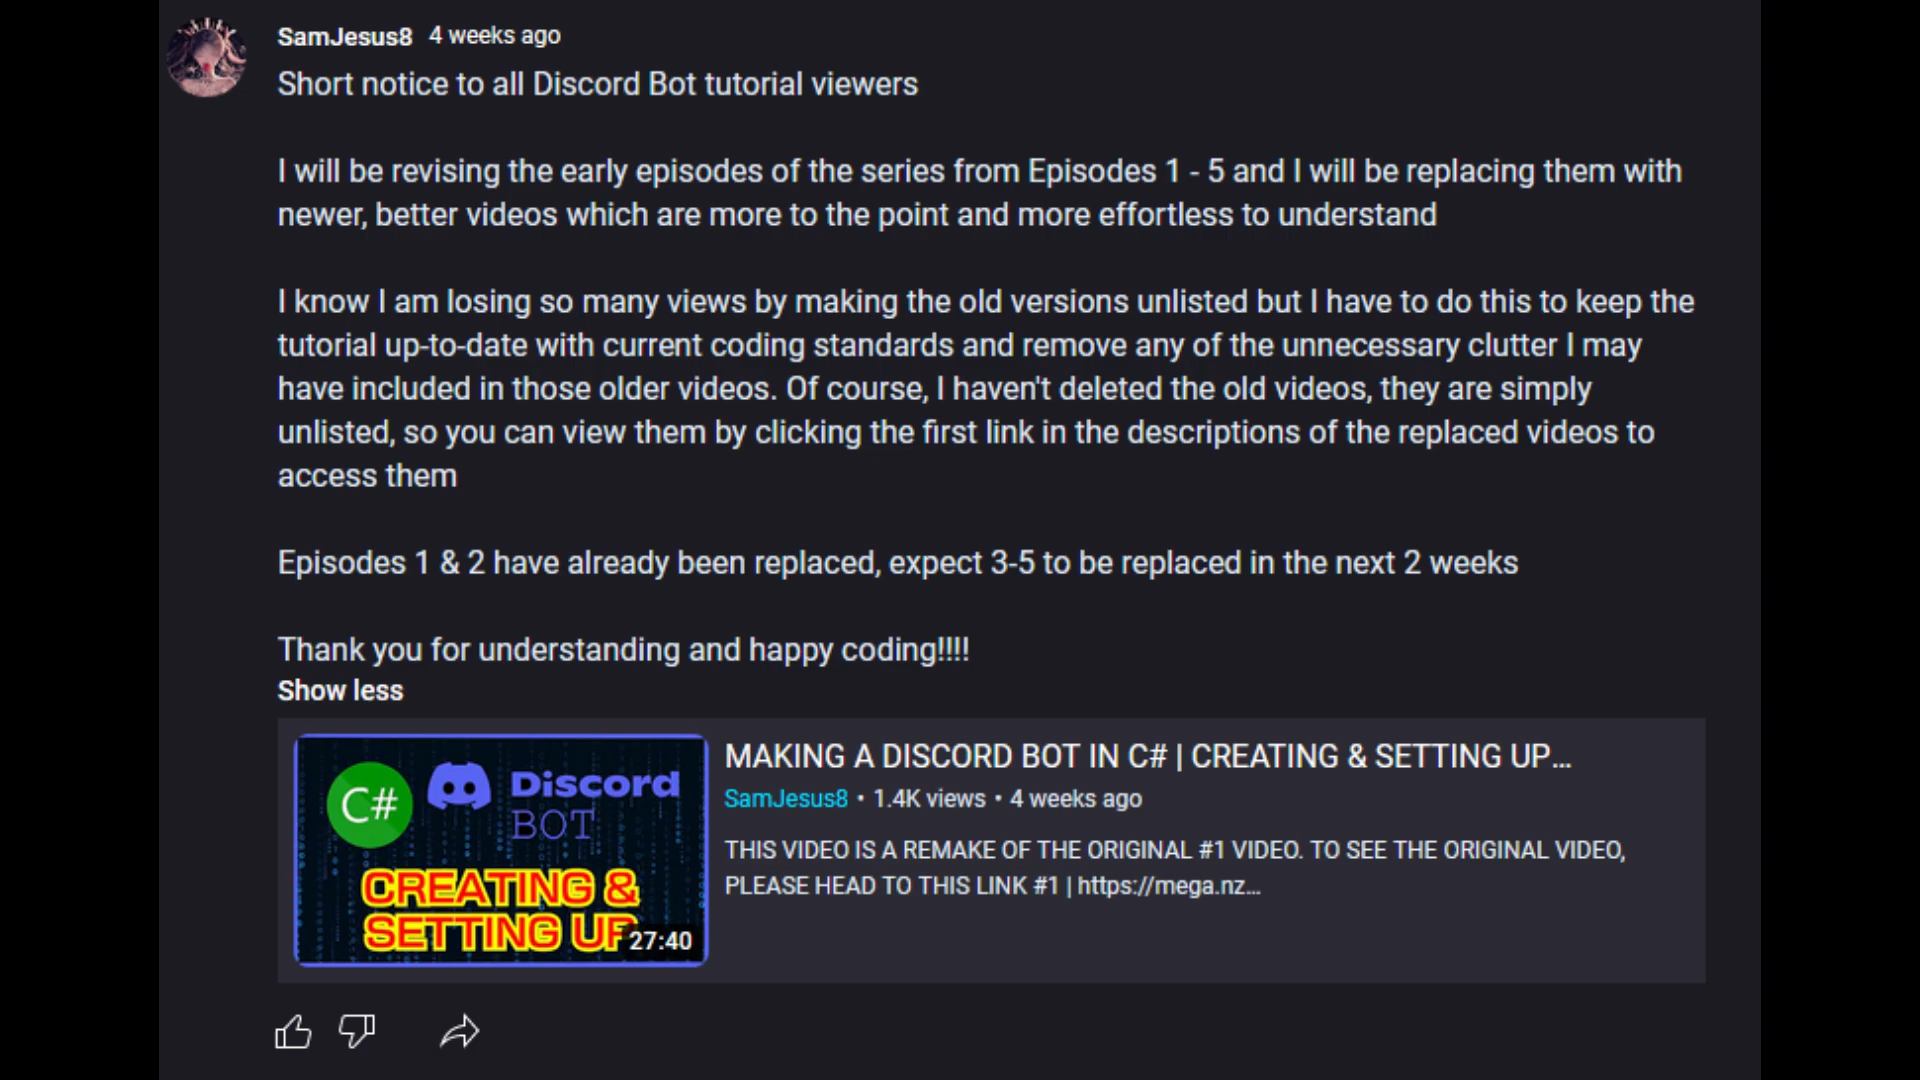 SamJesus8 4 weeks ago
Short notice to all Discord Bot tutorial viewers
I will be revising the early episodes of the series from Episodes 1 - 5 and I will be replacing them with
newer, better videos which are more to the point and more effortless to understand
I know I am losing so many views by making the old versions unlisted but I have to do this to keep the
tutorial up-to-date with current coding standards and remove any of the unnecessary clutter I may
have included in those older videos. Of course, I haven't deleted the old videos, they are simply
unlisted, so you can view them by clicking the first link in the descriptions of the replaced videos to
access them
Episodes 1 & 2 have already been replaced, expect 3-5 to be replaced in the next 2 weeks
Thank you for understanding and happy coding!!!!
Show less
C# Discord
BOT
CREATING &
SETTING UP
27:40
MAKING A DISCORD BOT IN C# | CREATING & SETTING UP...
SamJesus8 • 1.4K views • 4 weeks ago
THIS VIDEO IS A REMAKE OF THE ORIGINAL #1 VIDEO. TO SEE THE ORIGINAL VIDEO,
PLEASE HEAD TO THIS LINK #1 | https://mega.nz...